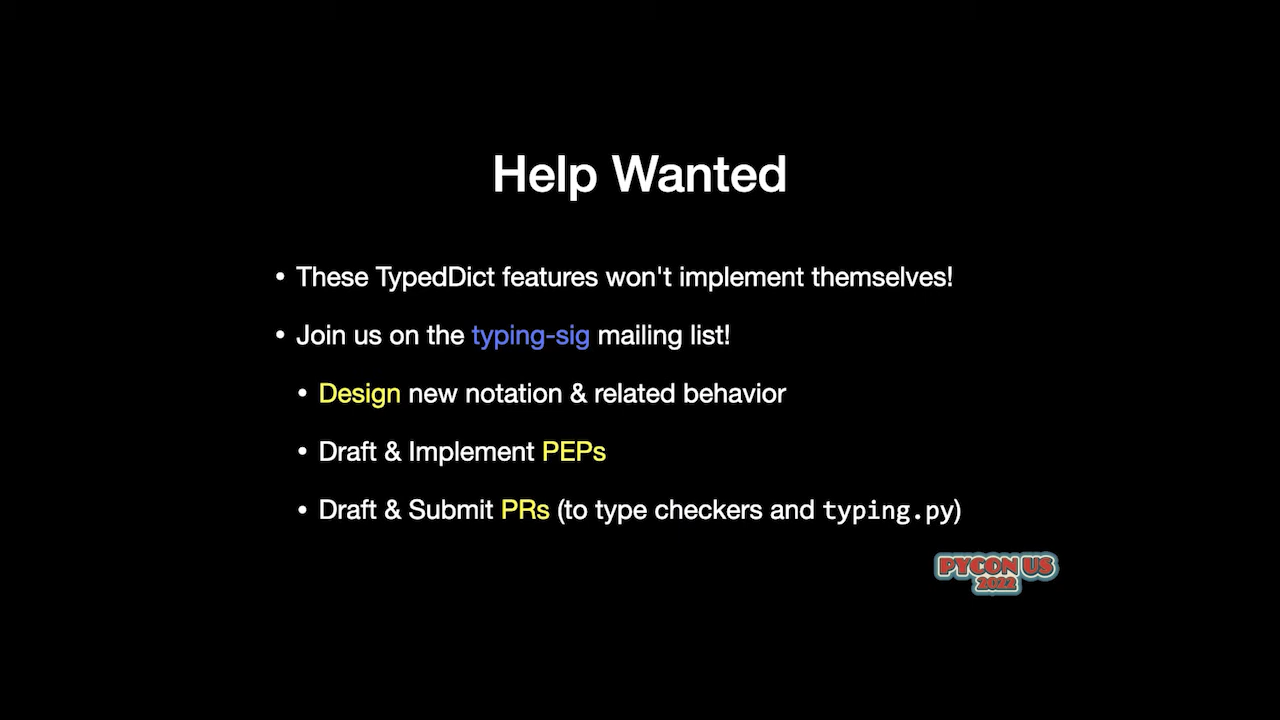 Help Wanted
• These TypedDict features won't implement themselves!
• Join us on the typing-sig mailing list!
• Design new notation & related behavior
• Draft & Implement PEPs
• Draft & Submit PRs (to type checkers and typing.py)
PYCON US
2022